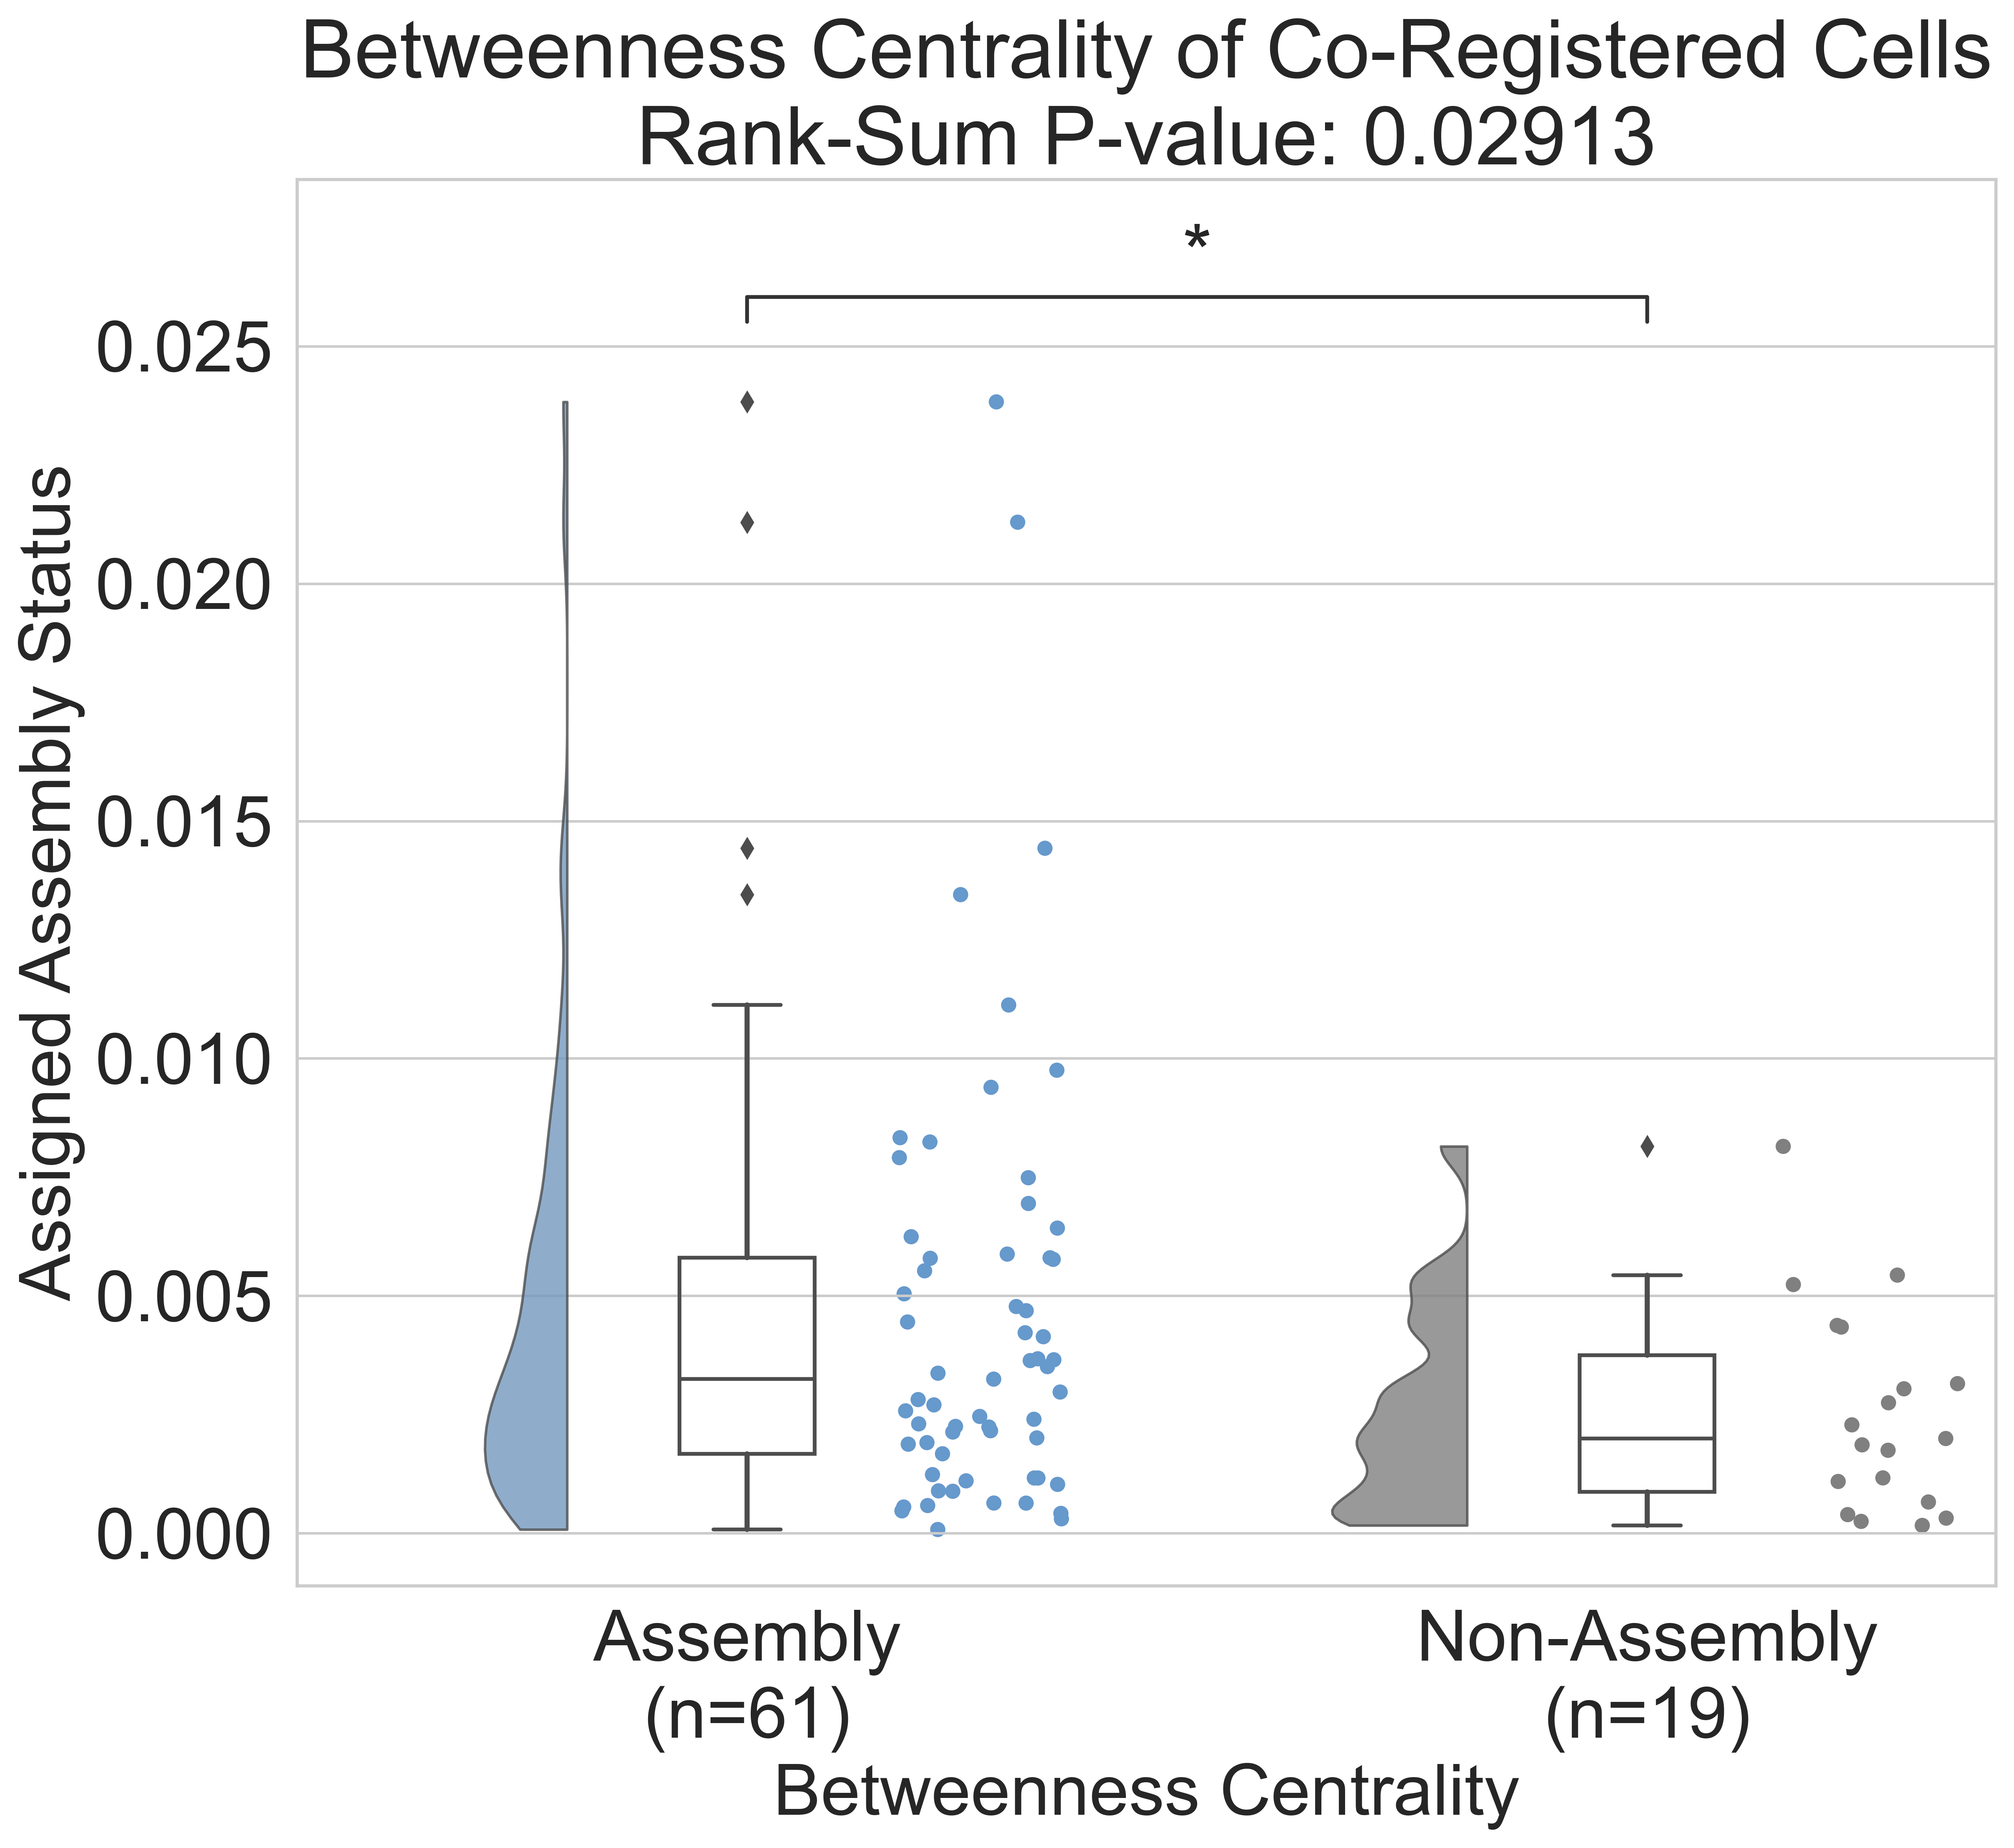 Betweenness Centrality of Co-Registered Cells
Rank-Sum P-value: 0.02913
*
0.025
0.020
0.015
0.010
0.005
0.000
Assigned Assembly Status
Assembly
(n=61)
Non-Assembly
(n=19)
Betweenness Centrality